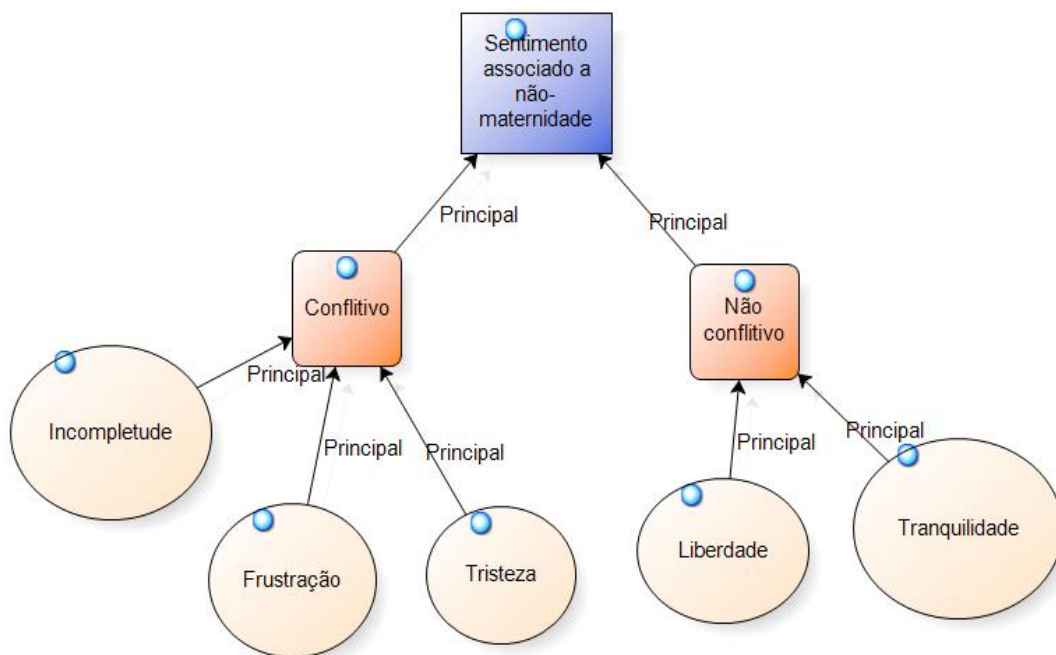 Sentimento
associado a
não-
maternidade
Principal
Principal
Conflitivo
Não
conflitivo
Principal
Principal
Principal
Principal
Principal
Incompletude
Frustração
Tristeza
Liberdade
Tranquilidade